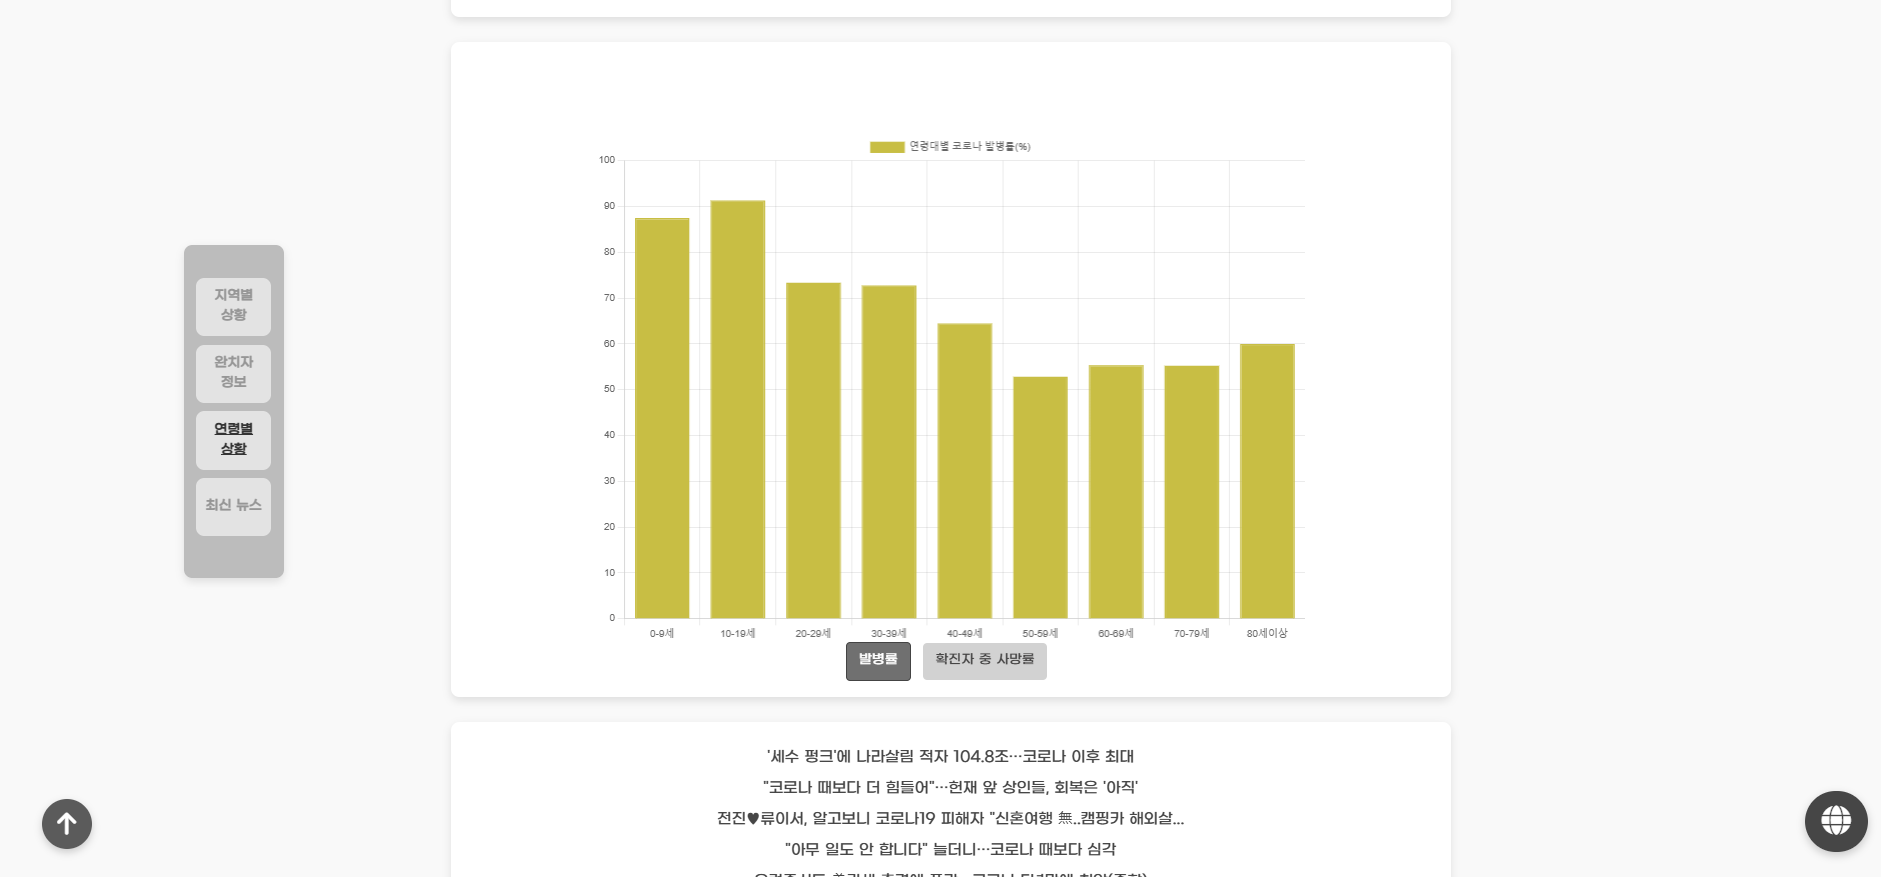 연령대별 코로나 발병률(%)
100
90
80
70
60
50
40
30
20
10
0
0-9세 10-19세 20-29세 30-39세 40-49세 50-59세 60-69세 70-79세 80세이상
발병률 확진자 중 사망률
지역별
상황
완치자
정보
연령별
상황
최신 뉴스
'세수 펑크'에 나라살림 적자 104.8조…코로나 이후 최대
"코로나 때보다 더 힘들어"…헌재 앞 상인들, 회복은 '아직'
전진♥류이서, 알고보니 코로나19 피해자 "신혼여행 無..캠핑카 해외살...
"아무 일도 안 합니다" 늘더니…코로나 때보다 심각